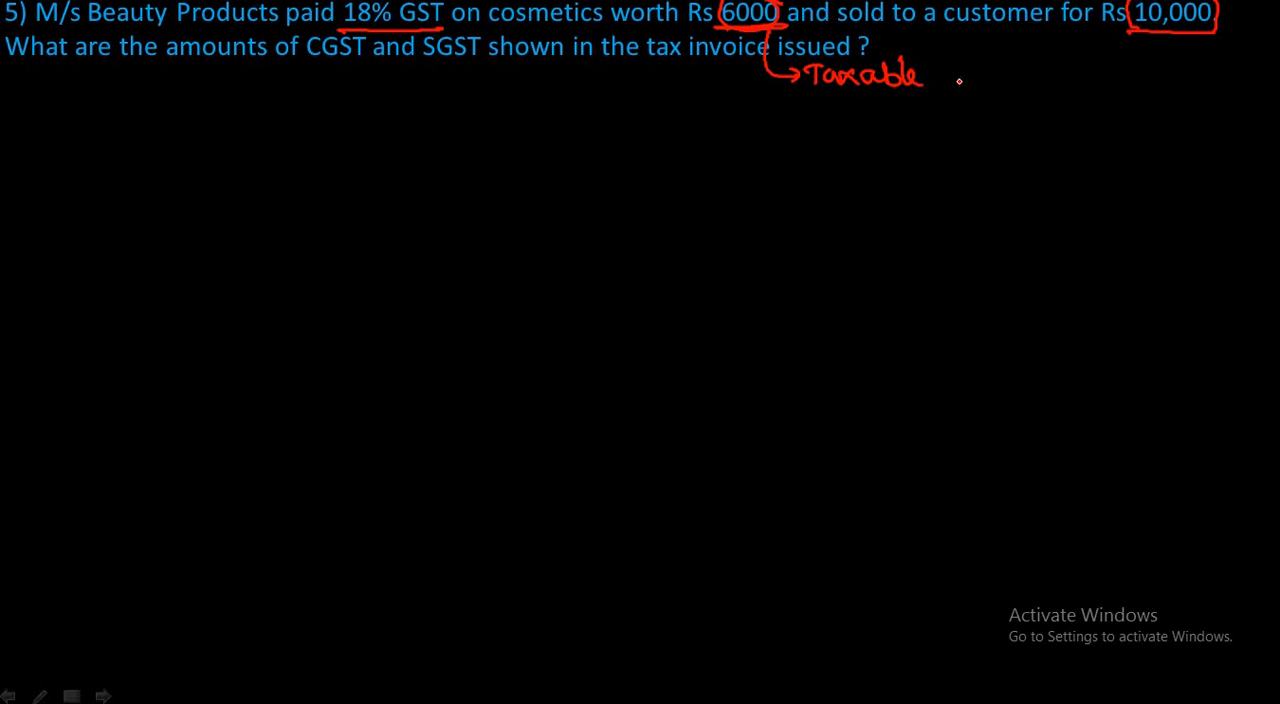 5) M/s Beauty Products paid 18% GST on cosmetics worth Rs 6000 and sold to a customer for Rs 10,000.
What are the amounts of CGST and SGST shown in the tax invoice issued ?
Taxable
Activate Windows
Go to Settings to activate Windows.